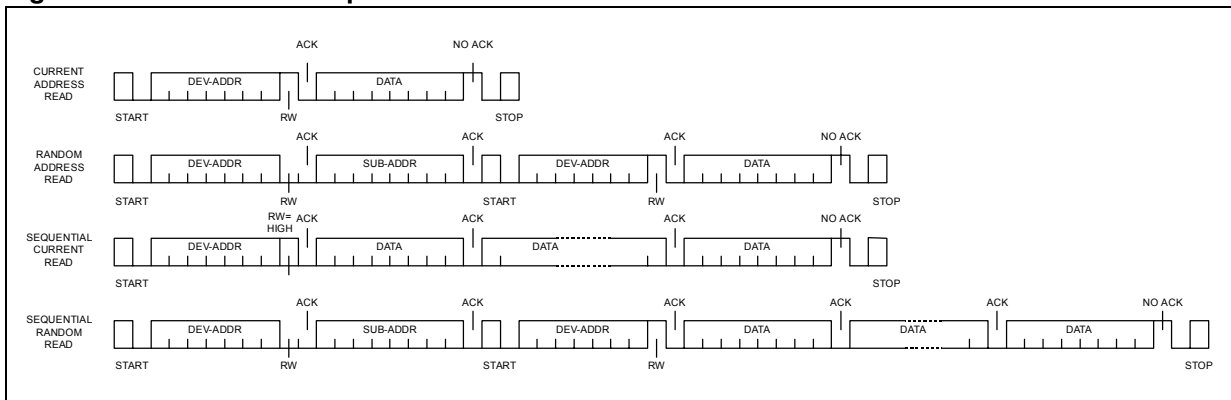 ACK NO ACK
CURRENT
ADDRESS
READ
DEV-ADDR DATA
START RW STOP
ACK ACK ACK NO ACK
RANDOM
ADDRESS
READ
DEV-ADDR SUB-ADDR DEV-ADDR DATA
START RW START RW STOP
RW=
HIGH
ACK ACK ACK NO ACK
SEQUENTIAL
CURRENT
READ
DEV-ADDR DATA DATA DATA
START STOP
ACK ACK ACK ACK ACK NO ACK
SEQUENTIAL
RANDOM
READ
DEV-ADDR SUB-ADDR DEV-ADDR DATA DATA DATA
START RW START RW STOP